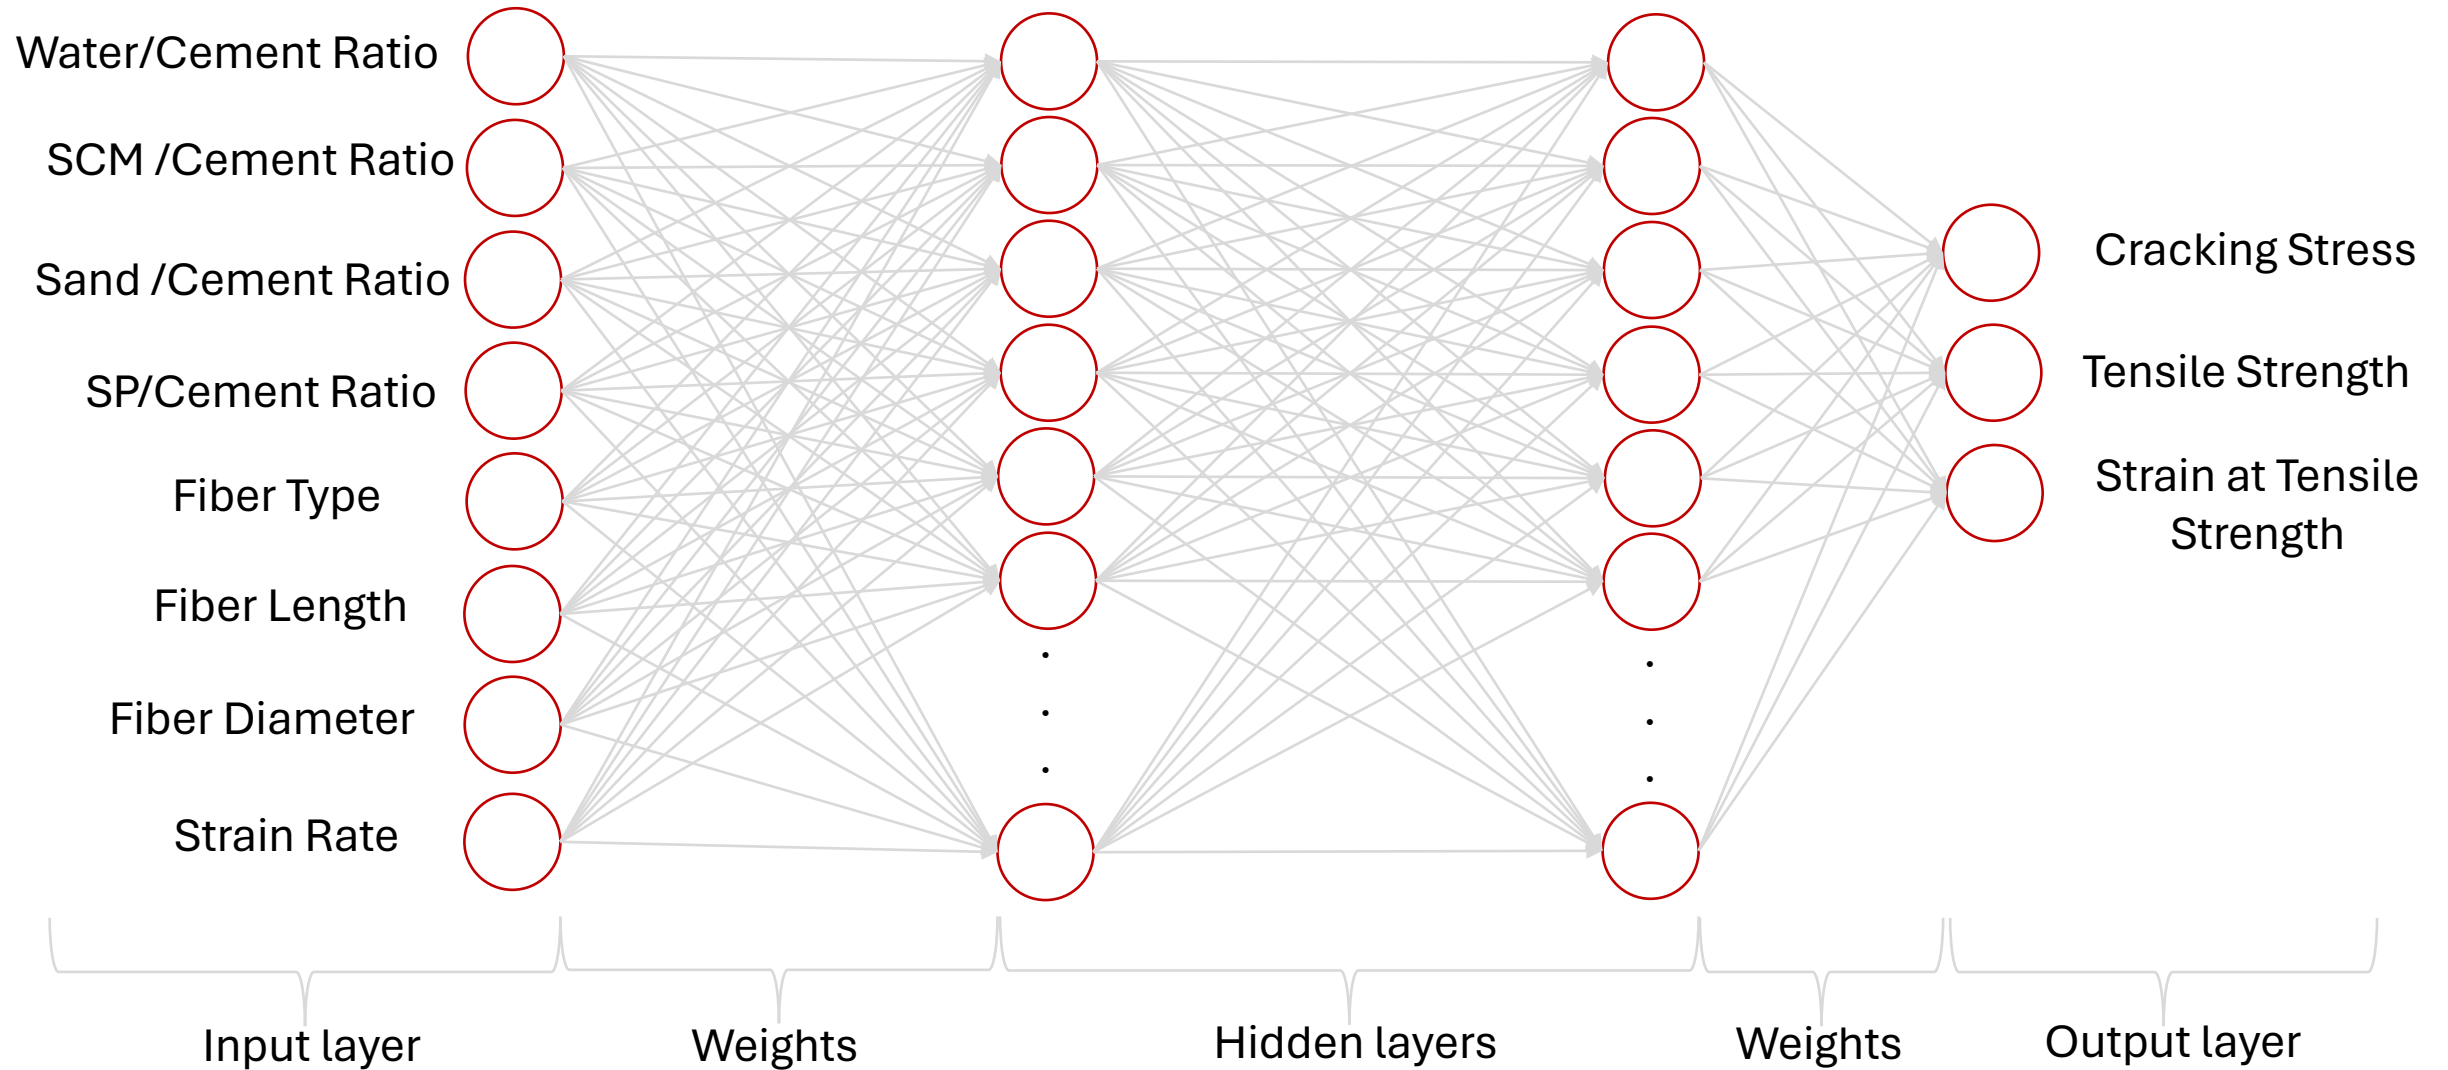 Water/Cement Ratio
SCM /Cement Ratio
Sand /Cement Ratio
SP/Cement Ratio
Fiber Type
Fiber Length
Fiber Diameter
Strain Rate
Cracking Stress
Tensile Strength
Strain at Tensile
Strength
Input layer
Weights
Hidden layers
Weights
Output layer